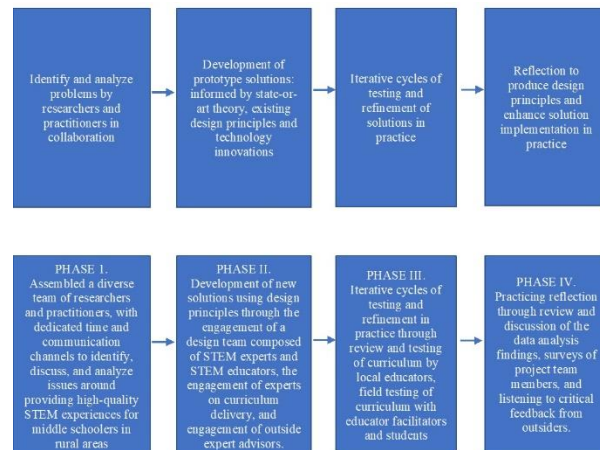 Identify and analyze
problems by
researchers and
practitioners in
collaboration
Development of
prototype solutions:
informed by state-or-
art theory, existing
design principles and
technology
innovations
Iterative cycles of
testing and
refinement of
solutions in
practice
Reflection to
produce design
principles and
enhance solution
implementation in
practice
PHASE 1.
Assembled a diverse
team of researchers
and practitioners, with
dedicated time and
communication
channels to identify,
discuss, and analyze
issues around
providing high-quality
STEM experiences for
middle schoolers in
rural areas
PHASE II.
Development of new
solutions using design
principles through the
engagement of a
design team composed
of STEM experts and
STEM educators, the
engagement of experts
on curriculum
delivery, and
engagement of outside
expert advisors.
PHASE III.
Iterative cycles of
testing and
refinement in
practice through
review and testing
of curriculum by
local educators,
field testing of
curriculum with
educator facilitators
and students
PHASE IV.
Practicing reflection
through review and
discussion of the
data analysis
findings, surveys of
project team
members, and
listening to critical
feedback from
outsiders.